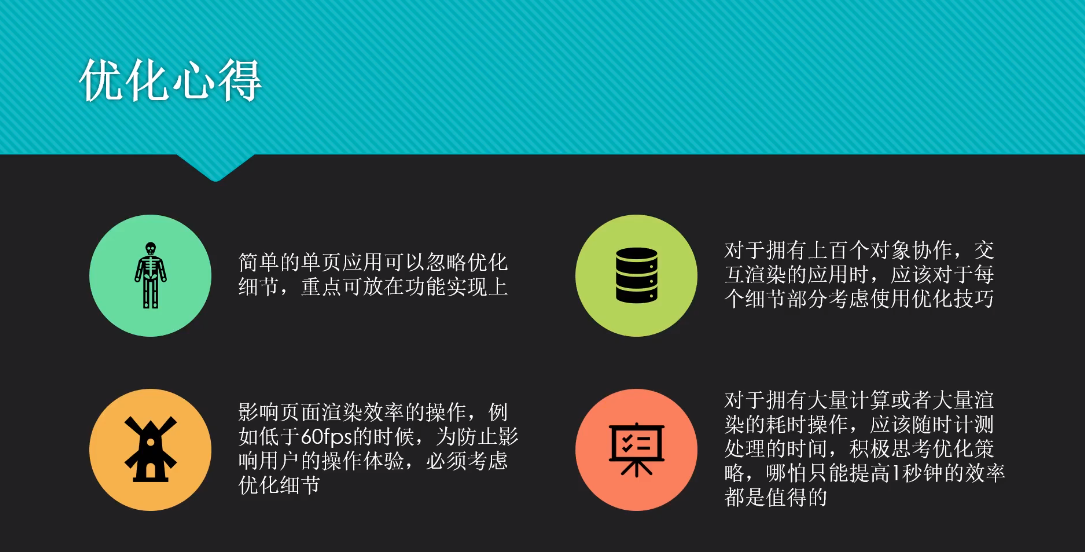 优化心得
简单的单页应用可以忽略优化
细节，重点可放在功能实现上
对于拥有上百个对象协作，交
互渲染的应用时，应该对于每
个细节部分考虑使用优化技巧
影响页面渲染效率的操作，例
如低于60fps的时候，为防止影
响用户的操作体验，必须考虑
优化细节
对于拥有大量计算或者大量渲
染的耗时操作，应该随时计测
处理的时间，积极思考优化策
略，哪怕只能提高1秒钟的效率
都是值得的